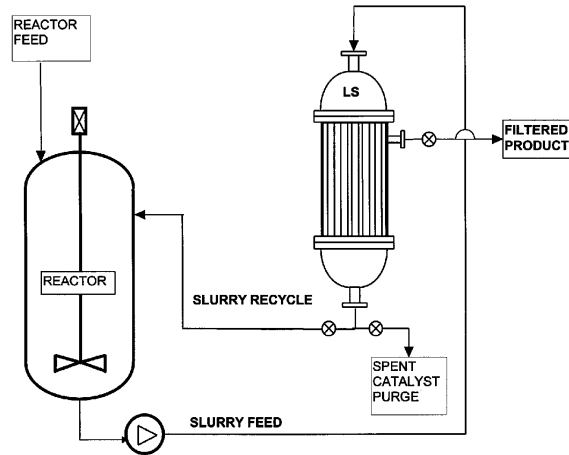 REACTOR
FEED
LS
FILTERED
PRODUCT
REACTOR
SLURRY RECYCLE
SPENT
CATALYST
PURGE
SLURRY FEED